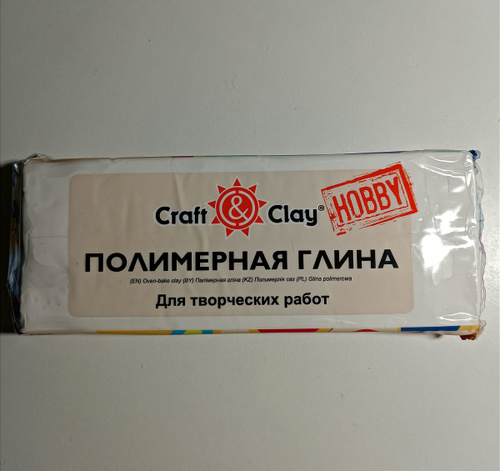 Craft & Clay®
HOBBY
ПОЛИМЕРНАЯ ГЛИНА
(EN) Oven-bake clay (BY) Палімерная гліна (KZ) Полимерлік саз (PL) Glina polimerowa
Для творческих работ